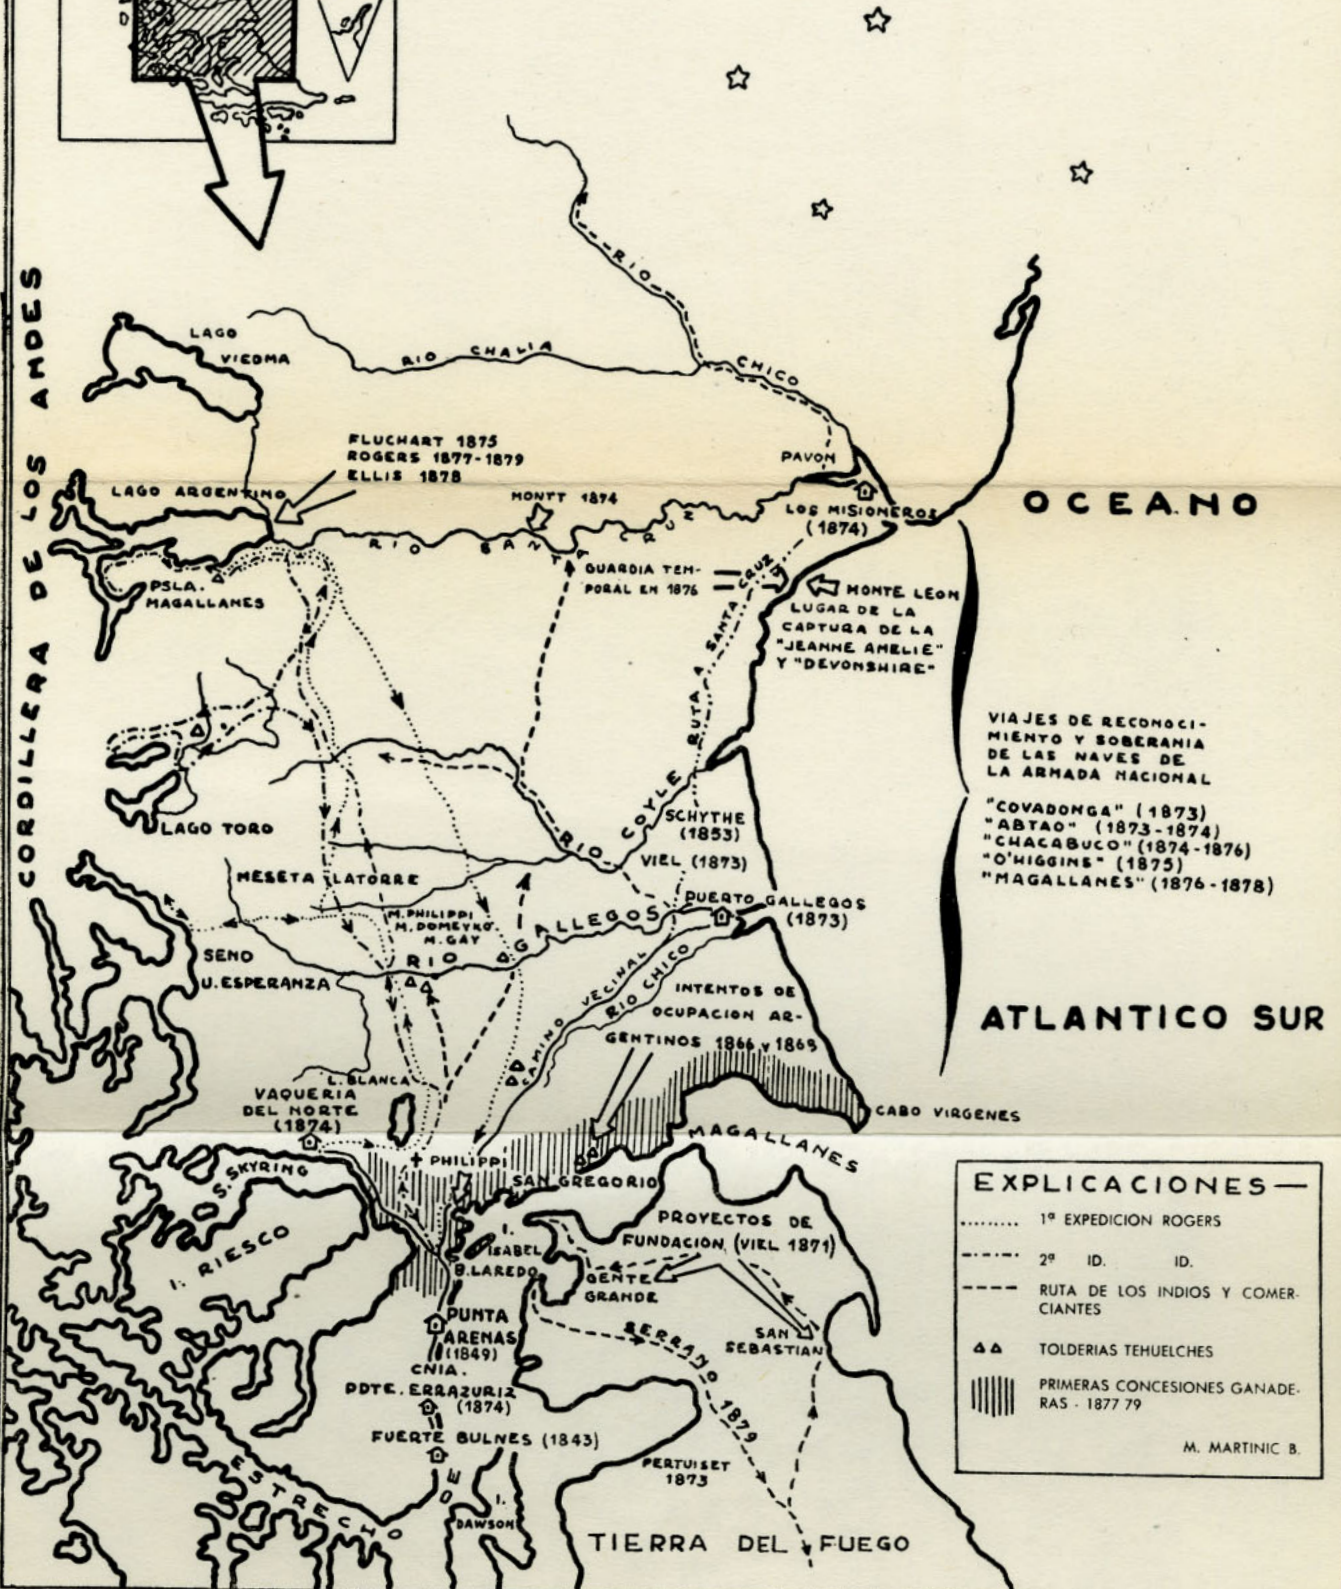 CORDILLERA DE LOS ANDES
LAGO
VIEDMA
RIO CHALIA
RIO CHICO
FLUCHART 1875
ROGERS 1877-1879
ELLIS 1878
LAGO ARGENTINO
MONTT 1874
PAVON
LOS MISIONEROS
(1874)
OCEANO
RIO SANTA CRUZ
PSLA.
MAGALLANES
GUARDIA TEM-
PORAL EN 1876
MONTE LEON
LUGAR DE LA
CAPTURA DE LA
"JEANNE AMELIE"
Y "DEVONSHIRE"
RUTA A SANTA CRUZ
VIAJES DE RECONOCI-
MIENTO Y SOBERANIA
DE LAS NAVES DE
LA ARMADA NACIONAL
"COVADONGA" (1873)
"ABTAO" (1873-1874)
"CHACABUCO" (1874-1876)
"O'HIGGINS" (1875)
"MAGALLANES" (1876-1878)
LAGO TORO
RIO COYLE
SCHYTHE
(1853)
VIEL (1873)
MESETA LATORRE
M. PHILIPPI
M. DOMEYKO
M. GAY
PUERTO GALLEGOS
(1873)
RIO GALLEGOS
SENO
U. ESPERANZA
CAMINO VECINAL
RIO CHICO
INTENTOS DE
OCUPACION AR-
GENTINOS 1866 Y 1869
ATLANTICO SUR
L. BLANCA
VAQUERIA
DEL NORTE
(1874)
CABO VIRGENES
MAGALLANES
PHILIPPI
SAN GREGORIO
S. SKYRING
I. RIESCO
I.
ISABEL
B. LAREDO
PROYECTOS DE
FUNDACION (VIEL 1871)
GENTE
GRANDE
SAN
SEBASTIAN
SERRANO 1879
PUNTA
ARENAS
(1849)
CNIA.
PDTE. ERRAZURIZ
(1874)
FUERTE BULNES (1843)
PERTUISET
1873
ESTRECHO
DE
I.
DAWSON
TIERRA DEL FUEGO
EXPLICACIONES
1ª EXPEDICION ROGERS
2ª ID. ID.
RUTA DE LOS INDIOS Y COMER-
CIANTES
TOLDERIAS TEHUELCHES
PRIMERAS CONCESIONES GANADE-
RAS - 1877 79
M. MARTINIC B.